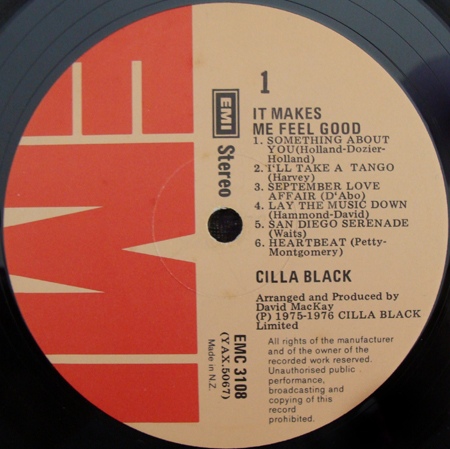 1
IT MAKES
ME FEEL GOOD
1. SOMETHING ABOUT
YOU(Holland-Dozier-
Holland)
2. I'LL TAKE A TANGO
(Harvey)
3. SEPTEMBER LOVE
AFFAIR (D'Abo)
4. LAY THE MUSIC DOWN
(Hammond-David)
5. SAN DIEGO SERENADE
(Waits)
6. HEARTBEAT (Petty-
Montgomery)
CILLA BLACK
Arranged and Produced by
David MacKay
(P) 1975-1976 CILLA BLACK
Limited
All rights of the manufacturer
and of the owner of the
recorded work reserved.
Unauthorised public
performance,
broadcasting and
copying of this
record
prohibited.
EMI
Stereo
EMC 3108
(YAX.5067)
Made in N.Z.
EMI